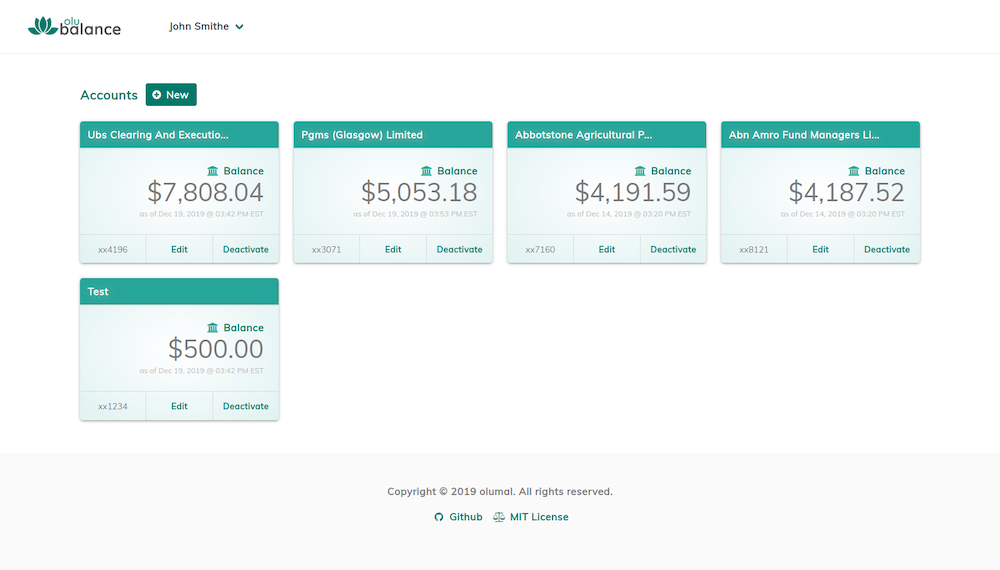 olu
balance
John Smithe
Accounts
New
Ubs Clearing And Executio...
Balance
$7,808.04
as of Dec 19, 2019 @ 03:42 PM EST
xx4196 Edit Deactivate
Pgms (Glasgow) Limited
Balance
$5,053.18
as of Dec 19, 2019 @ 03:53 PM EST
xx3071 Edit Deactivate
Abbotstone Agricultural P...
Balance
$4,191.59
as of Dec 14, 2019 @ 03:20 PM EST
xx7160 Edit Deactivate
Abn Amro Fund Managers Li...
Balance
$4,187.52
as of Dec 14, 2019 @ 03:20 PM EST
xx8121 Edit Deactivate
Test
Balance
$500.00
as of Dec 19, 2019 @ 03:42 PM EST
xx1234 Edit Deactivate
Copyright © 2019 olumal. All rights reserved.
Github MIT License